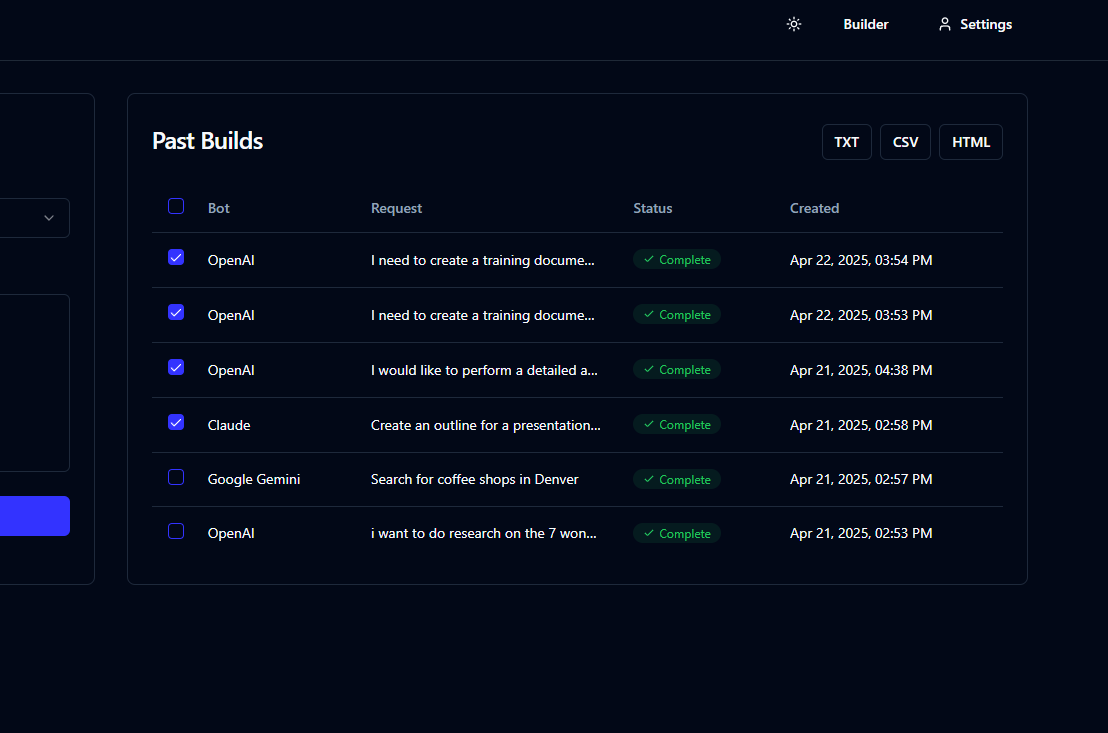 Builder Settings
Past Builds TXT CSV HTML
Bot Request Status Created
OpenAI I need to create a training docume... Complete Apr 22, 2025, 03:54 PM
OpenAI I need to create a training docume... Complete Apr 22, 2025, 03:53 PM
OpenAI I would like to perform a detailed a... Complete Apr 21, 2025, 04:38 PM
Claude Create an outline for a presentation... Complete Apr 21, 2025, 02:58 PM
Google Gemini Search for coffee shops in Denver Complete Apr 21, 2025, 02:57 PM
OpenAI i want to do research on the 7 won... Complete Apr 21, 2025, 02:53 PM